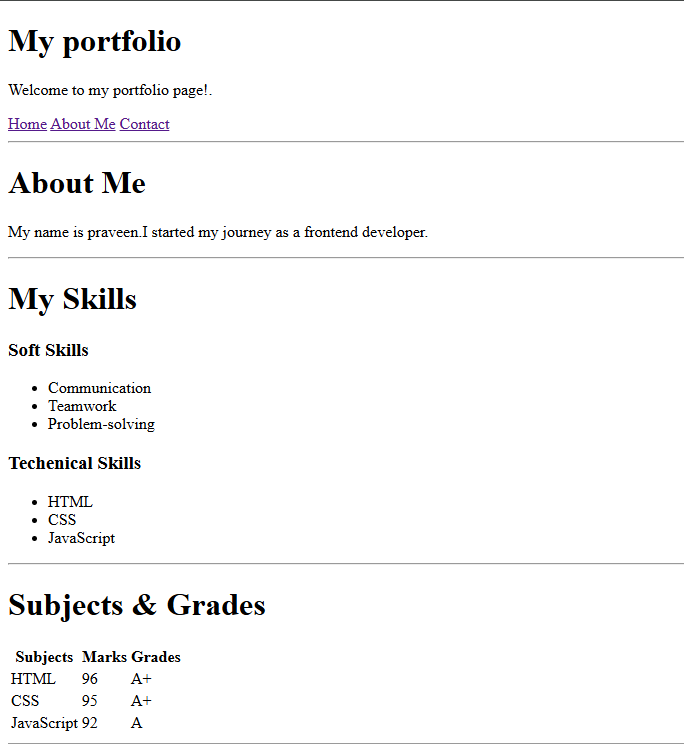 My portfolio
Welcome to my portfolio page!.
Home About Me Contact
About Me
My name is praveen.I started my journey as a frontend developer.
My Skills
Soft Skills
Communication
Teamwork
Problem-solving
Techenical Skills
HTML
CSS
JavaScript
Subjects & Grades
Subjects Marks Grades
HTML 96 A+
CSS 95 A+
JavaScript 92 A